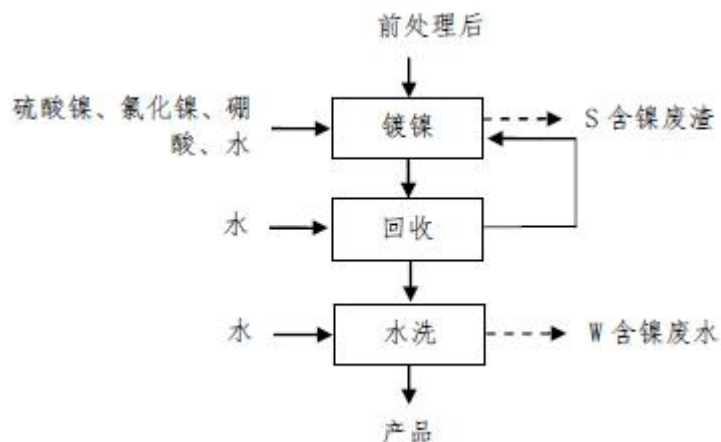 前处理后
硫酸镍、氯化镍、硼
酸、水
镀镍
S 含镍废渣
水
回收
水
水洗
W 含镍废水
产品